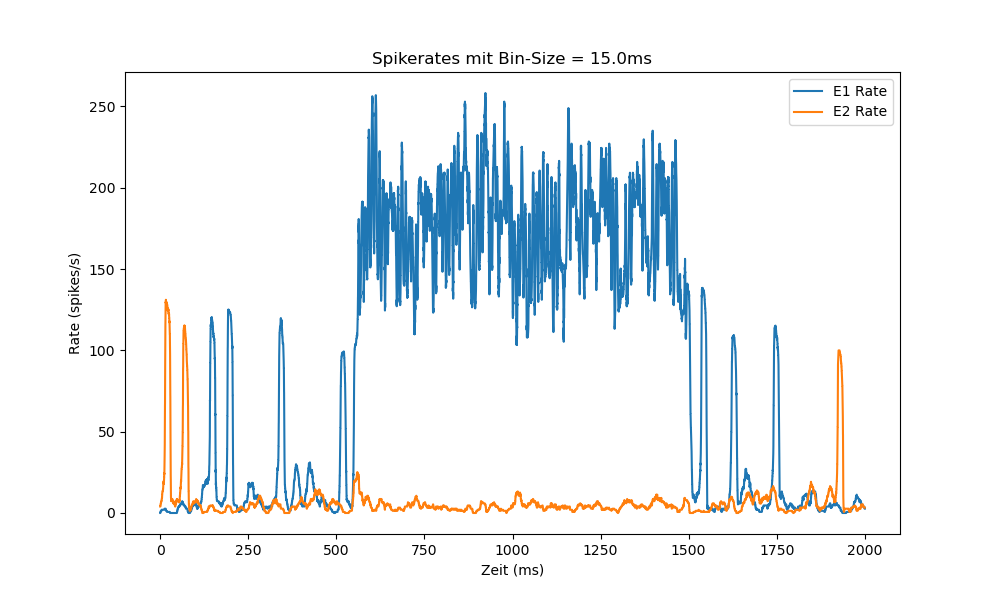 Spikerates mit Bin-Size = 15.0ms
E1 Rate
E2 Rate
250
200
150
100
50
0
Rate (spikes/s)
0 250 500 750 1000 1250 1500 1750 2000
Zeit (ms)